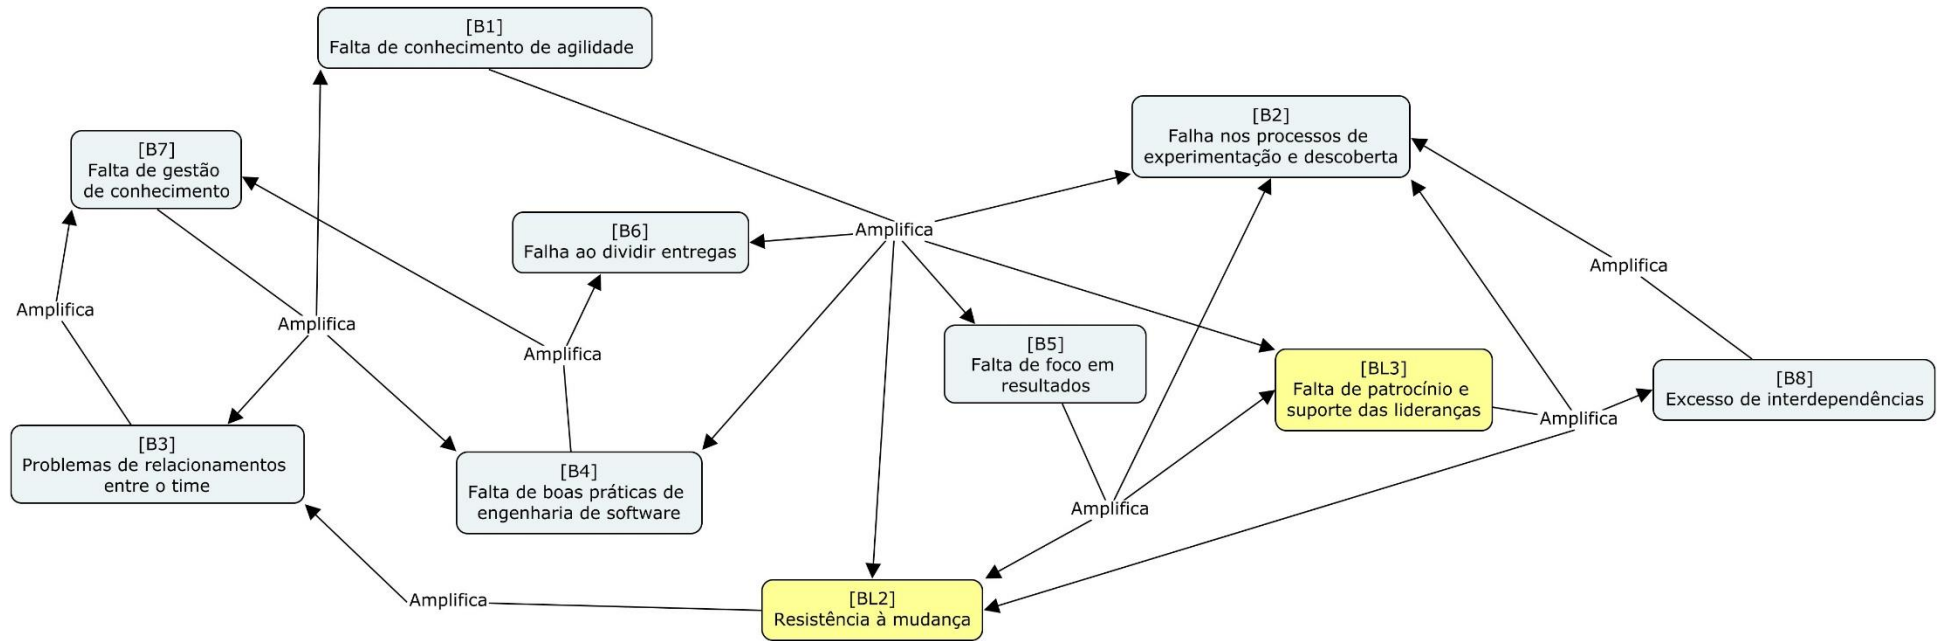 [B1]
Falta de conhecimento de agilidade
[B2]
Falha nos processos de
experimentação e descoberta
[B7]
Falta de gestão
de conhecimento
[B6]
Falha ao dividir entregas
Amplifica
Amplifica
Amplifica
Amplifica
Amplifica
[B5]
Falta de foco em
resultados
[BL3]
Falta de patrocínio e
suporte das lideranças
[B8]
Excesso de interdependências
Amplifica
[B3]
Problemas de relacionamentos
entre o time
[B4]
Falta de boas práticas de
engenharia de software
Amplifica
Amplifica
[BL2]
Resistência à mudança